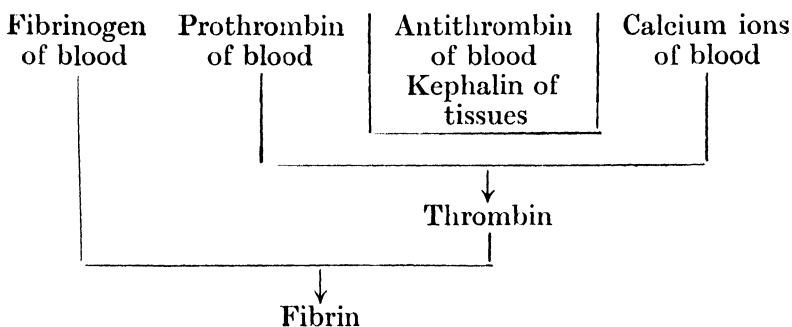 Fibrinogen of blood
Prothrombin of blood
Antithrombin of blood
Kephalin of tissues
Calcium ions of blood
Thrombin
Fibrin